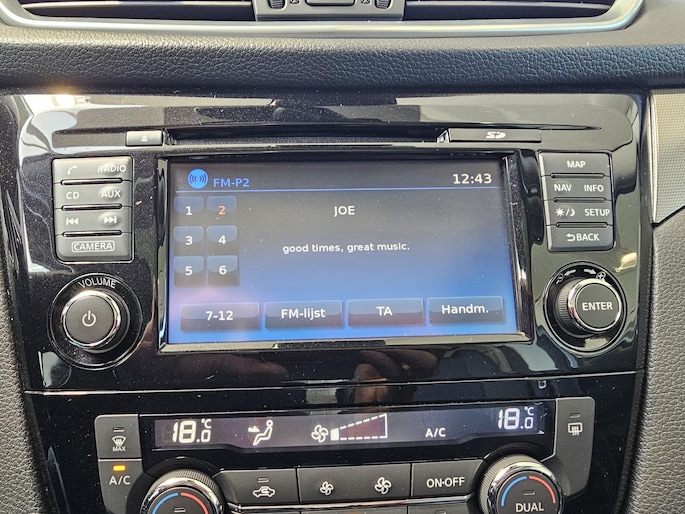 RADIO
CD AUX
CAMERA
VOLUME
FM-P2 12:43
1 2
JOE
3 4
good times, great music.
5 6
7-12 FM-lijst TA Handm.
MAP
NAV INFO
SETUP
BACK
ENTER
18.0 °C A/C 18.0 °C
MAX
A/C
ON-OFF
DUAL